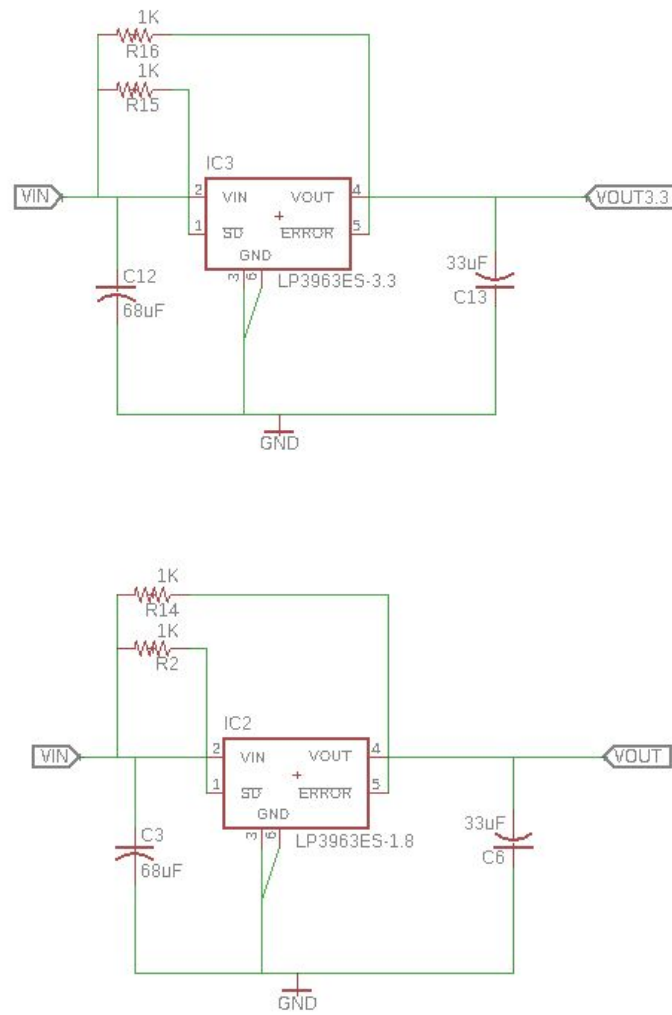 1K
R16
1K
R15
IC3
VIN
2
VIN
VOUT
4
VOUT3.3
1
SD
ERROR
5
GND
3
6
LP3963ES-3.3
C12
68uF
33uF
C13
GND
1K
R14
1K
R2
IC2
VIN
2
VIN
VOUT
4
VOUT
1
SD
ERROR
5
GND
3
6
LP3963ES-1.8
C3
68uF
33uF
C6
GND